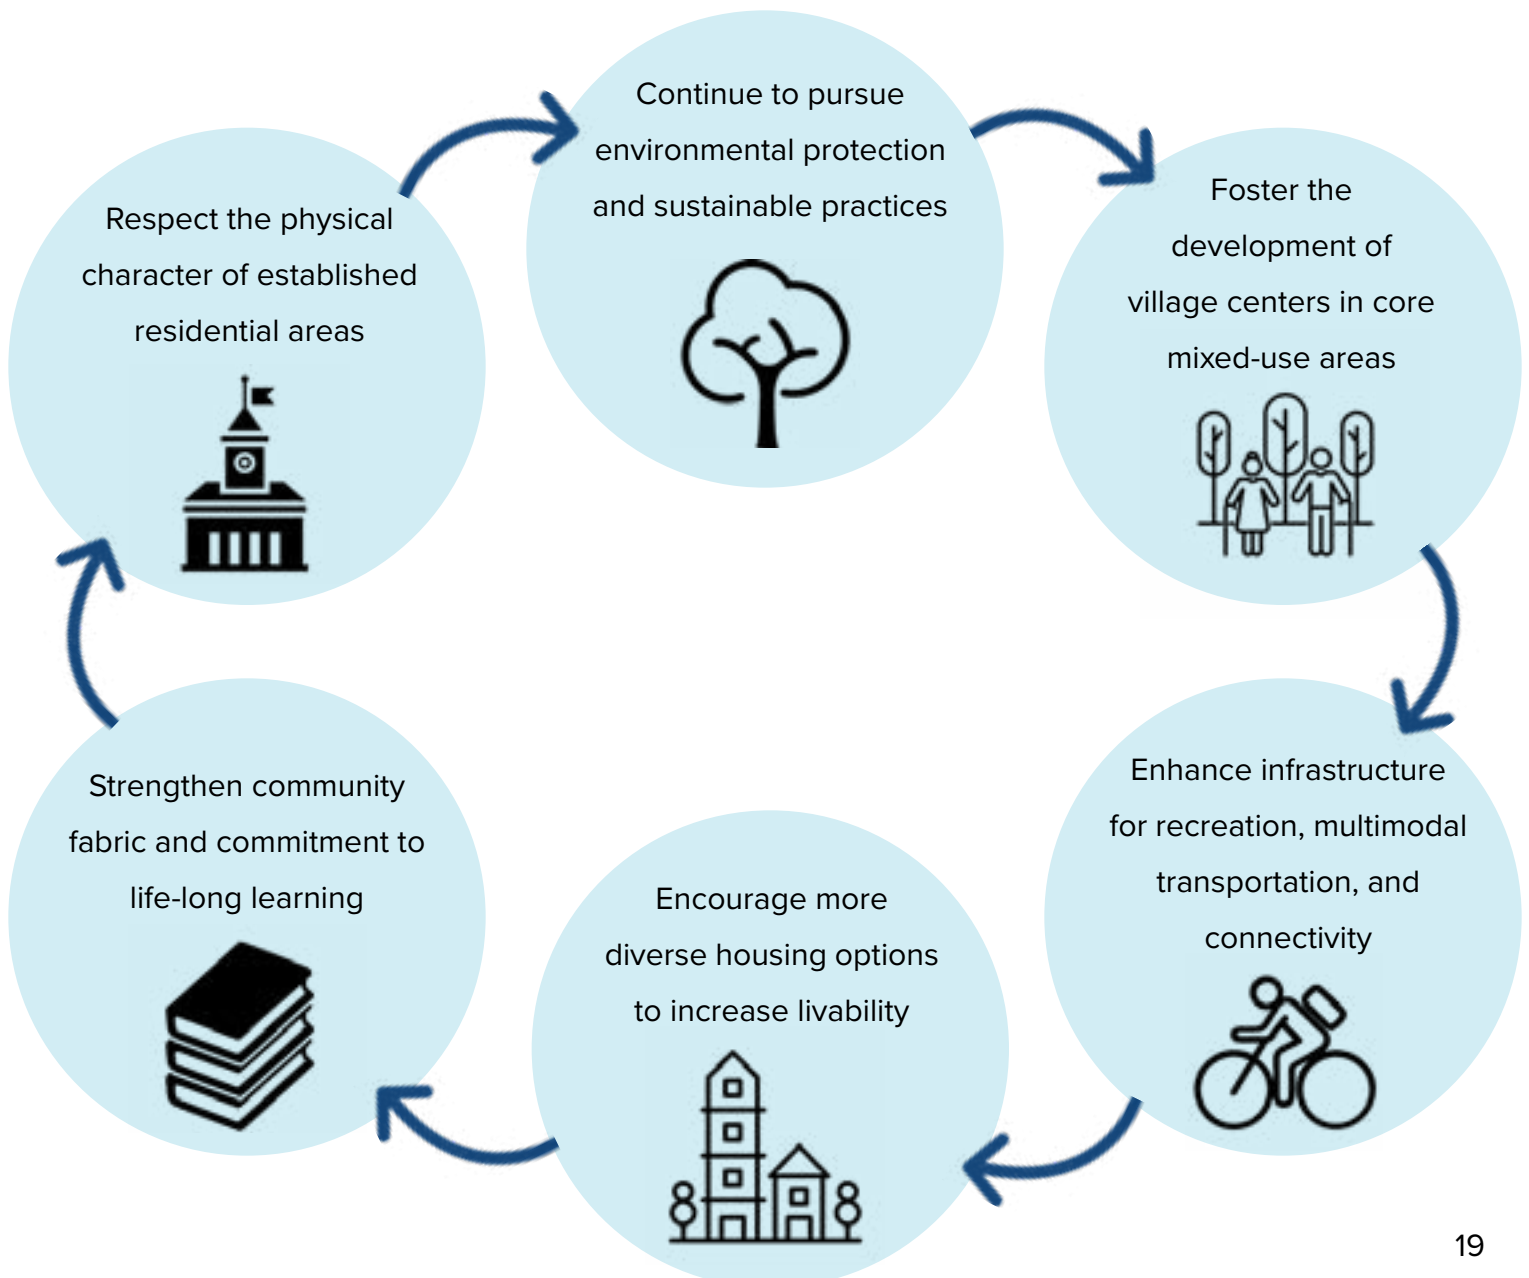 Continue to pursue
environmental protection
and sustainable practices
Foster the
development of
village centers in core
mixed-use areas
Enhance infrastructure
for recreation, multimodal
transportation, and
connectivity
Encourage more
diverse housing options
to increase livability
Strengthen community
fabric and commitment to
life-long learning
Respect the physical
character of established
residential areas
19